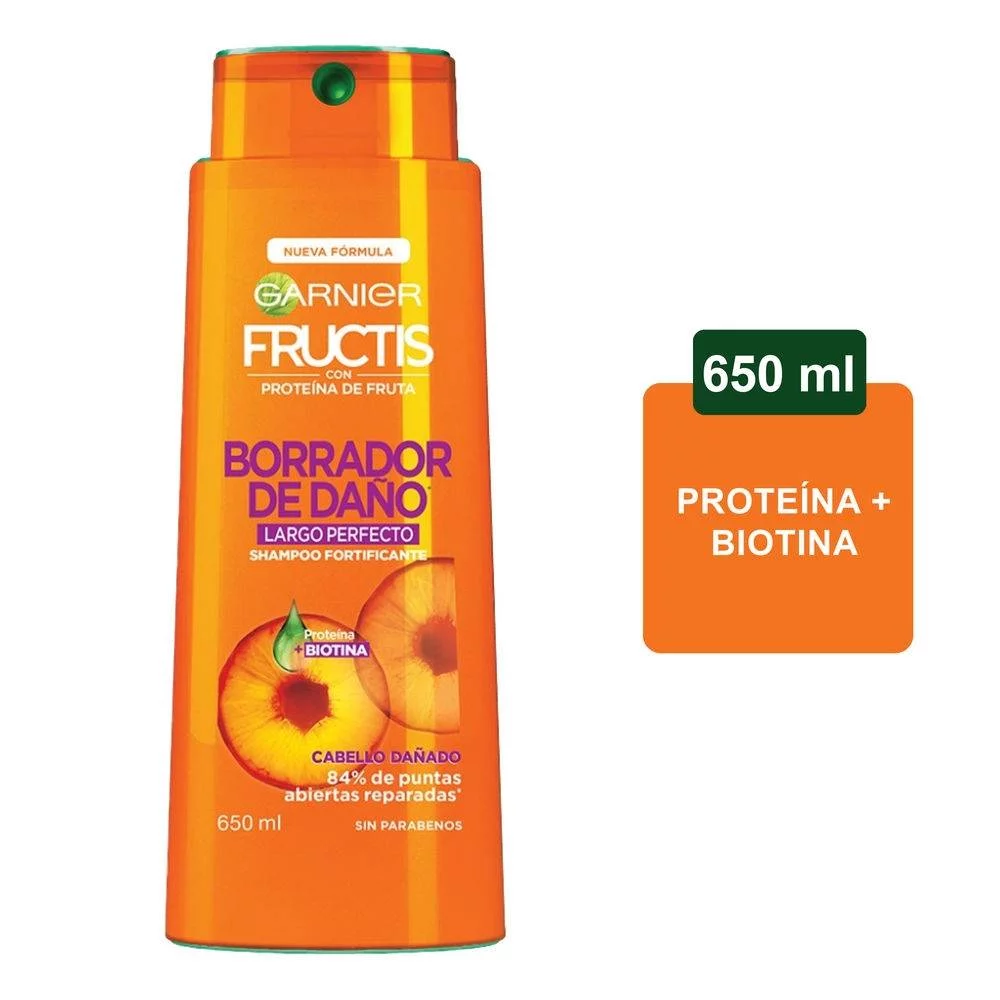 NUEVA FÓRMULA
GARNIER
FRUCTIS
CON
PROTEÍNA DE FRUTA
BORRADOR
DE DAÑO
LARGO PERFECTO
SHAMPOO FORTIFICANTE
Proteína
+BIOTINA
CABELLO DAÑADO
84% de puntas
abiertas reparadas*
650 ml
SIN PARABENOS
650 ml
PROTEÍNA +
BIOTINA